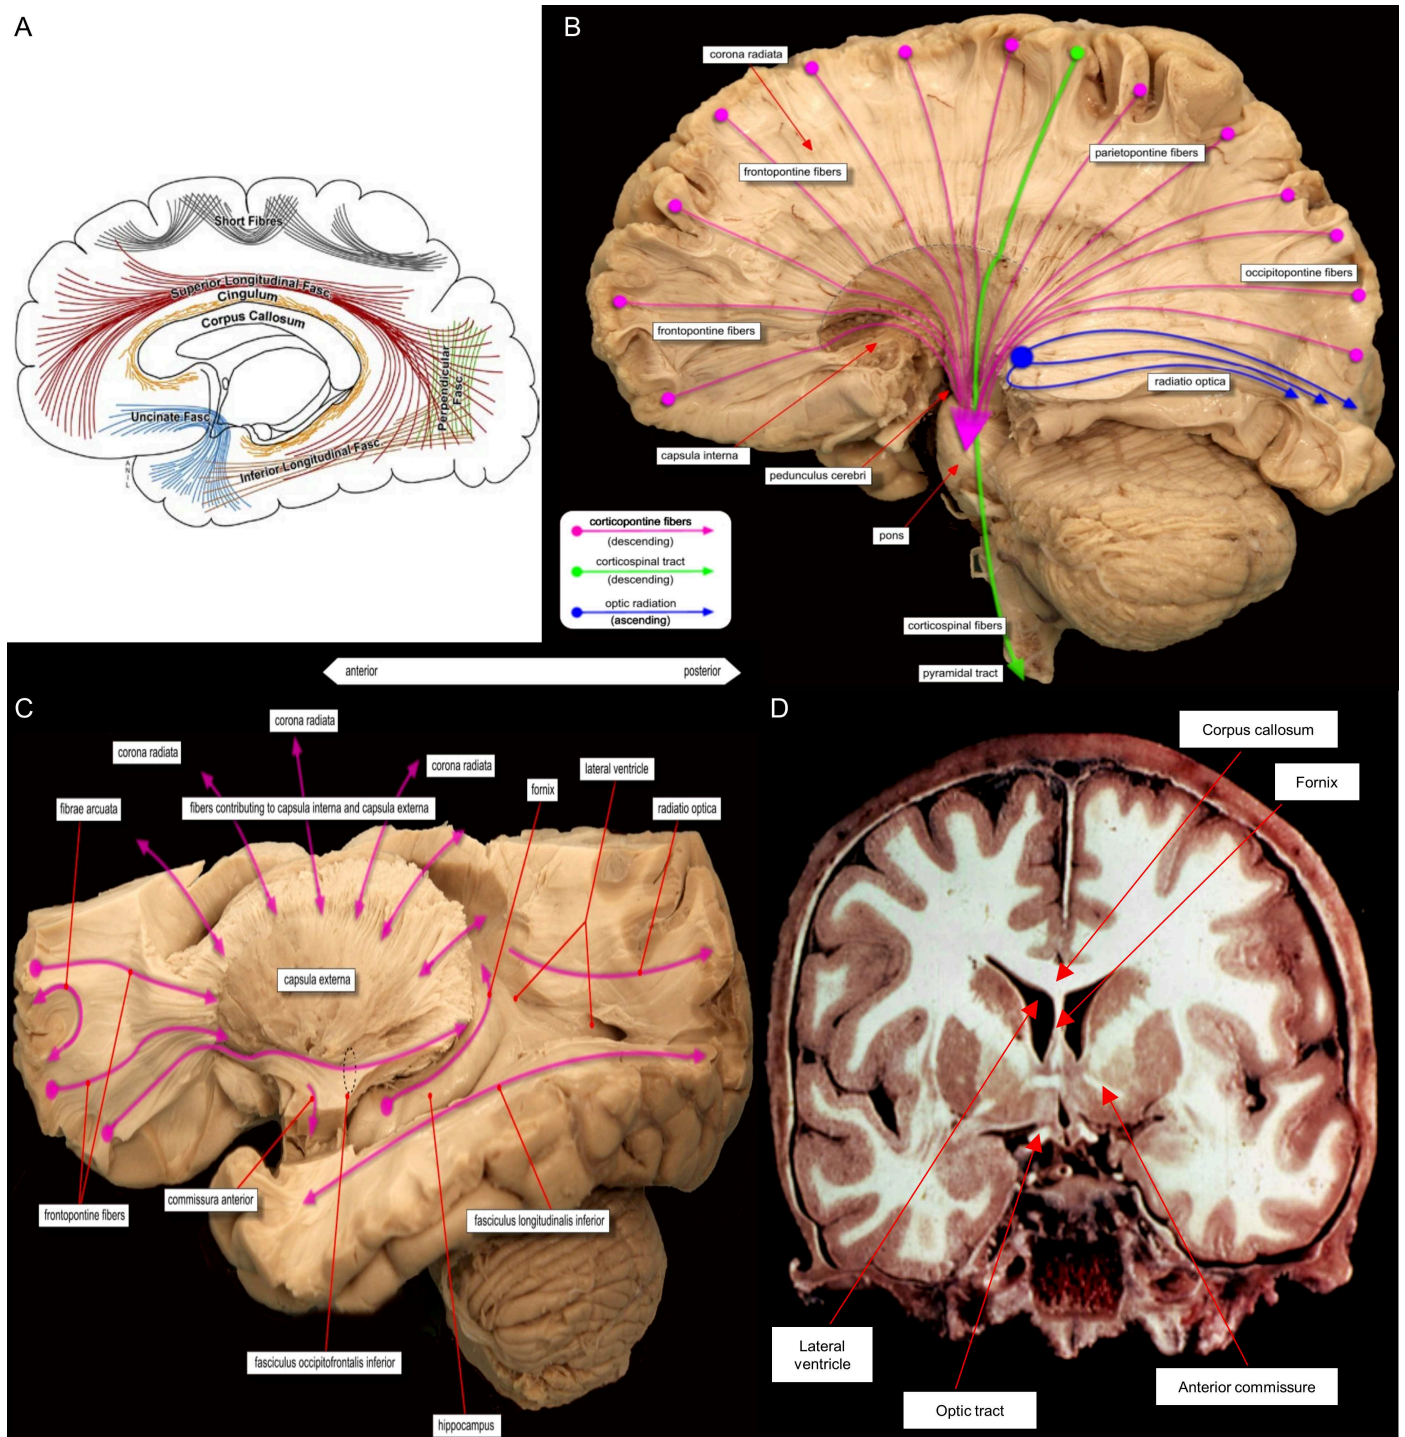 A
Short Fibres
Superior Longitudinal Fasc.
Cingulum
Corpus Callosum
Perpendicular
Fasc.
Uncinate Fasc.
Inferior Longitudinal Fasc.
ANIL
B
corona radiata
frontopontine fibers
parietopontine fibers
occipitopontine fibers
frontopontine fibers
radiatio optica
capsula interna
pedunculus cerebri
pons
corticopontine fibers
(descending)
corticospinal tract
(descending)
optic radiation
(ascending)
corticospinal fibers
pyramidal tract
anterior
posterior
C
corona radiata
corona radiata
corona radiata
fibrae arcuata
fibers contributing to capsula interna and capsula externa
fornix
lateral ventricle
radiatio optica
capsula externa
frontopontine fibers
commissura anterior
fasciculus longitudinalis inferior
fasciculus occipitofrontalis inferior
hippocampus
D
Corpus callosum
Fornix
Lateral
ventricle
Optic tract
Anterior commissure